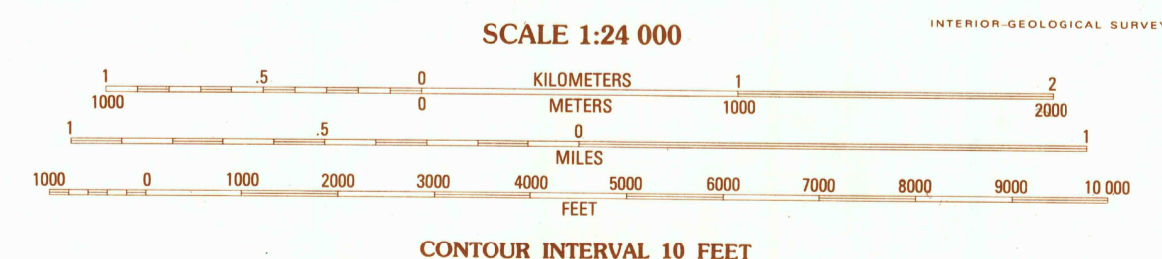 INTERIOR–GEOLOGICAL SURVEY
SCALE 1:24 000
1 .5 0 KILOMETERS 1 2
1000 0 METERS 1000 2000
1 .5 0 1
MILES
1000 0 1000 2000 3000 4000 5000 6000 7000 8000 9000 10 000
FEET
CONTOUR INTERVAL 10 FEET